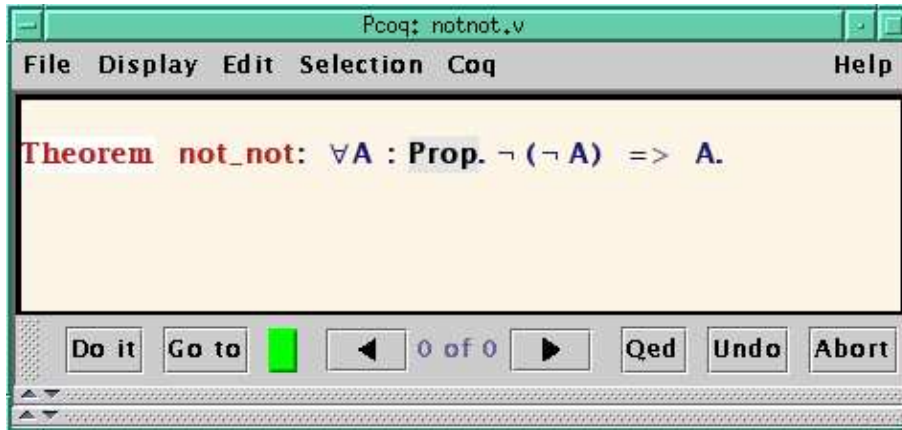 Pcoq: notnot.v
File Display Edit Selection Coq Help
Theorem not_not: ∀A : Prop. ¬ (¬ A) => A.
Do it Go to 0 of 0 Qed Undo Abort